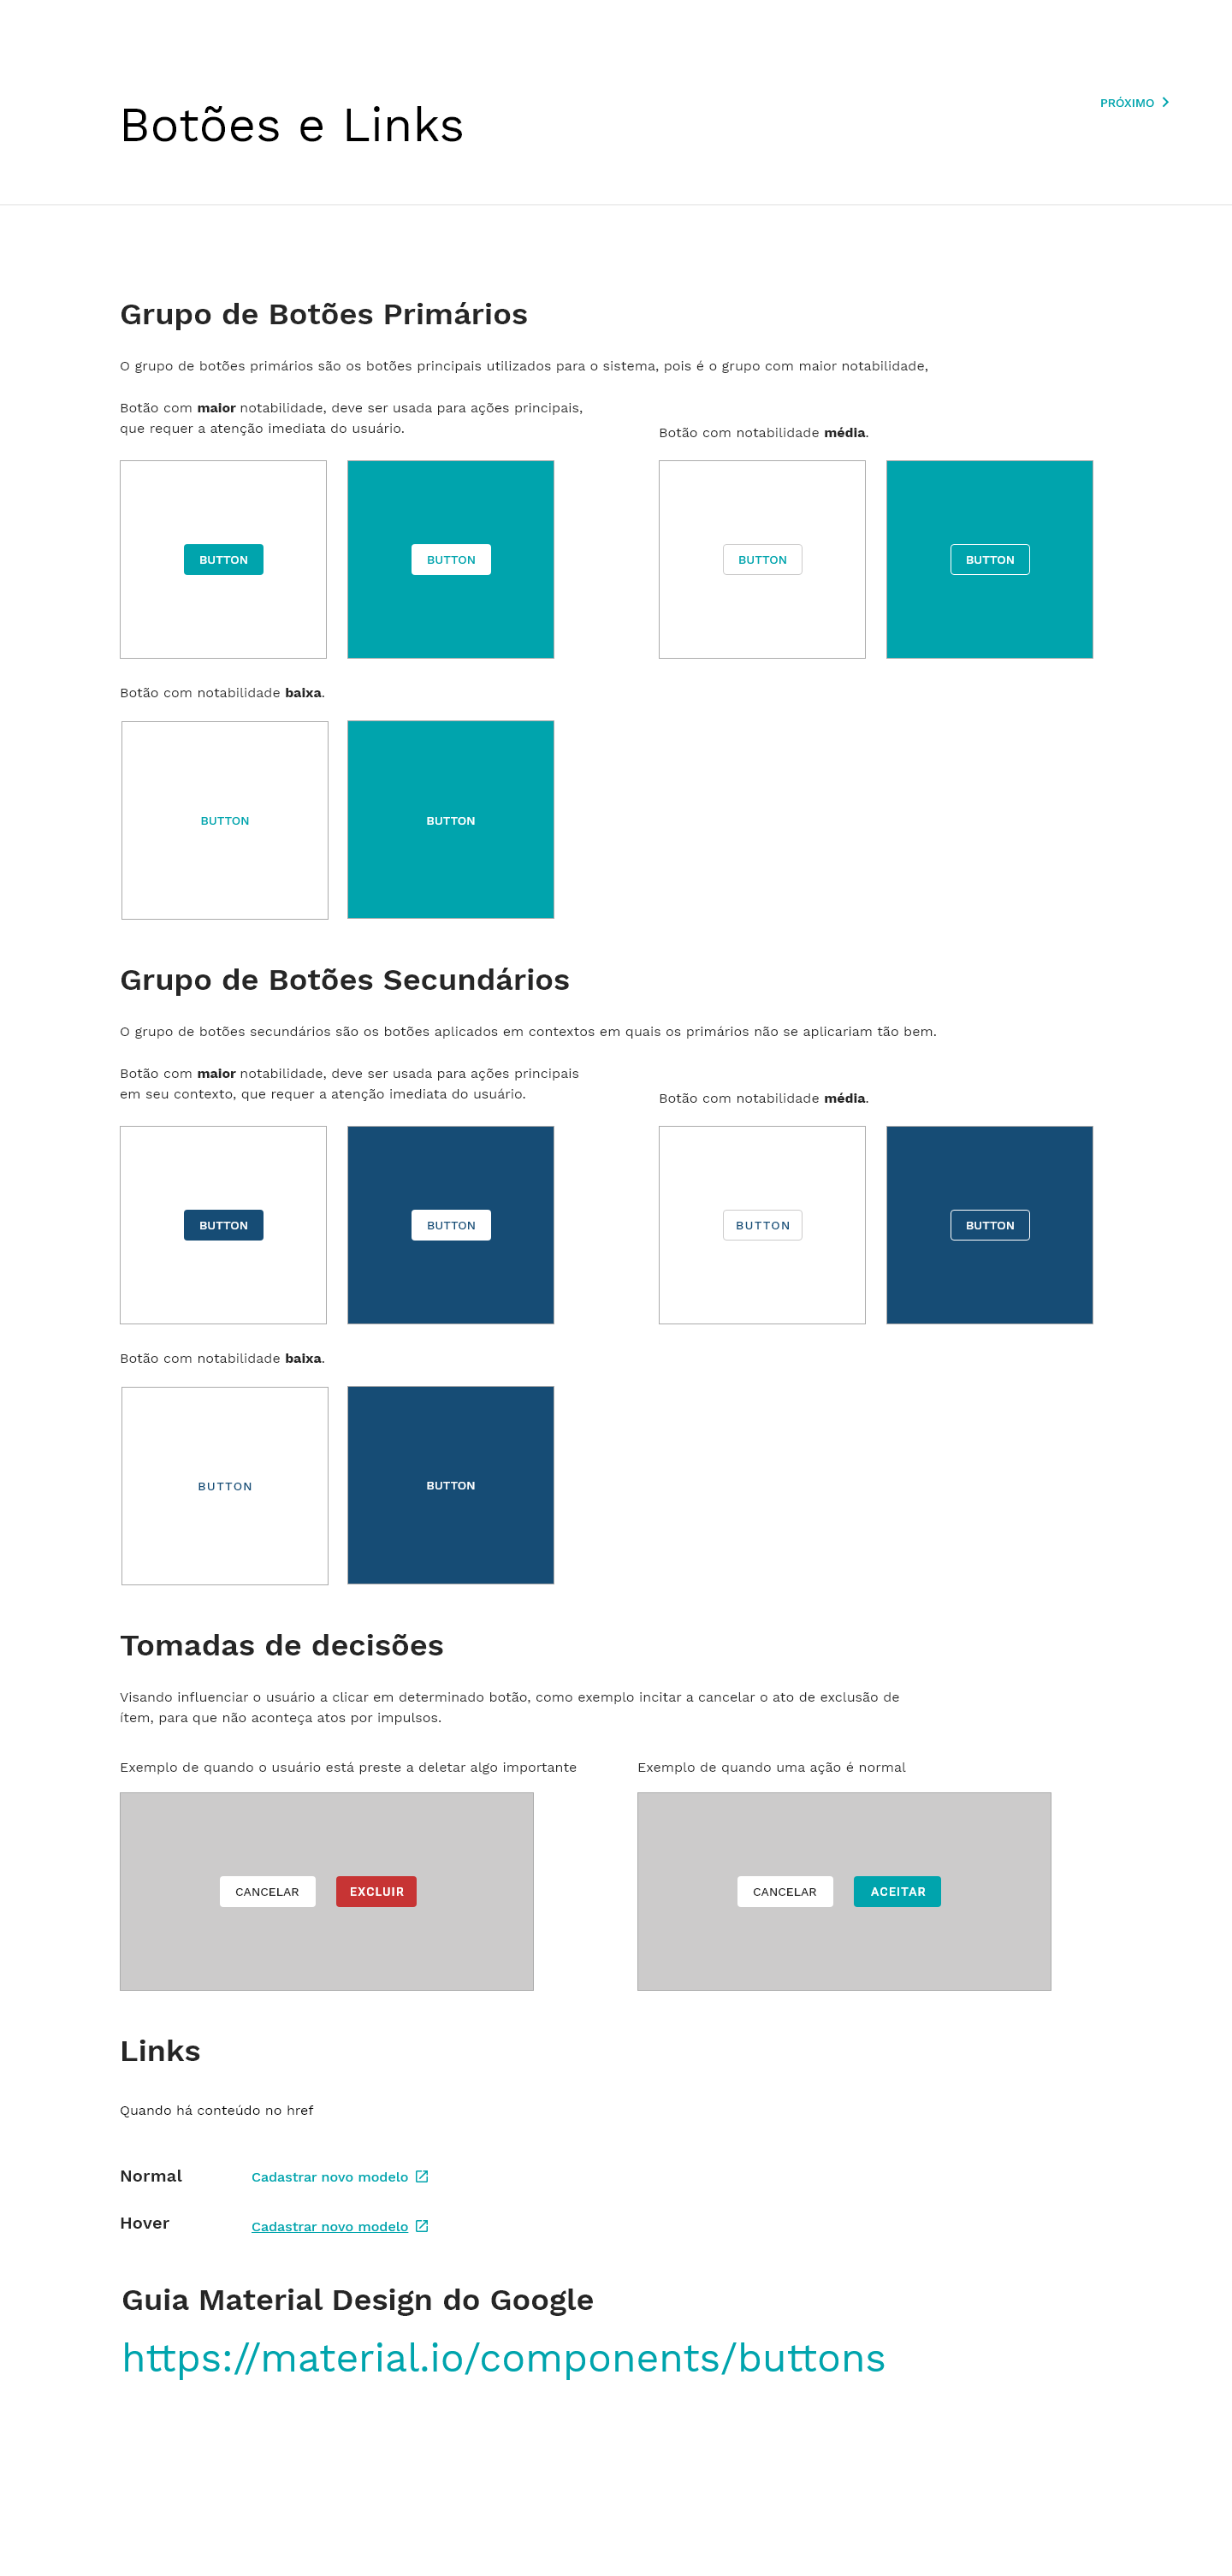 PRÓXIMO
Botões e Links
Grupo de Botões Primários
O grupo de botões primários são os botões principais utilizados para o sistema, pois é o grupo com maior notabilidade,
Botão com maior notabilidade, deve ser usada para ações principais,
que requer a atenção imediata do usuário.
Botão com notabilidade média.
BUTTON
BUTTON
BUTTON
BUTTON
Botão com notabilidade baixa.
BUTTON
BUTTON
Grupo de Botões Secundários
O grupo de botões secundários são os botões aplicados em contextos em quais os primários não se aplicariam tão bem.
Botão com maior notabilidade, deve ser usada para ações principais
em seu contexto, que requer a atenção imediata do usuário.
Botão com notabilidade média.
BUTTON
BUTTON
BUTTON
BUTTON
Botão com notabilidade baixa.
BUTTON
BUTTON
Tomadas de decisões
Visando influenciar o usuário a clicar em determinado botão, como exemplo incitar a cancelar o ato de exclusão de
ítem, para que não aconteça atos por impulsos.
Exemplo de quando o usuário está preste a deletar algo importante
Exemplo de quando uma ação é normal
CANCELAR
EXCLUIR
CANCELAR
ACEITAR
Links
Quando há conteúdo no href
Normal
Cadastrar novo modelo
Hover
Cadastrar novo modelo
Guia Material Design do Google
https://material.io/components/buttons